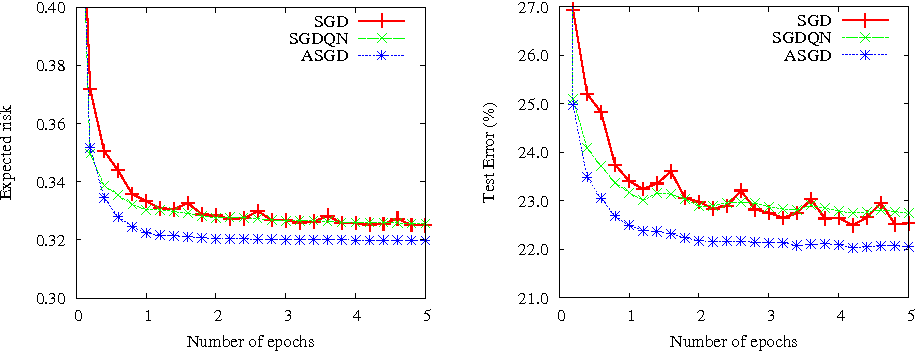 0.40
0.38
0.36
0.34
0.32
0.30
Expected risk
SGD
SGDQN
ASGD
0 1 2 3 4 5
Number of epochs
27.0
26.0
25.0
24.0
23.0
22.0
21.0
Test Error (%)
SGD
SGDQN
ASGD
0 1 2 3 4 5
Number of epochs